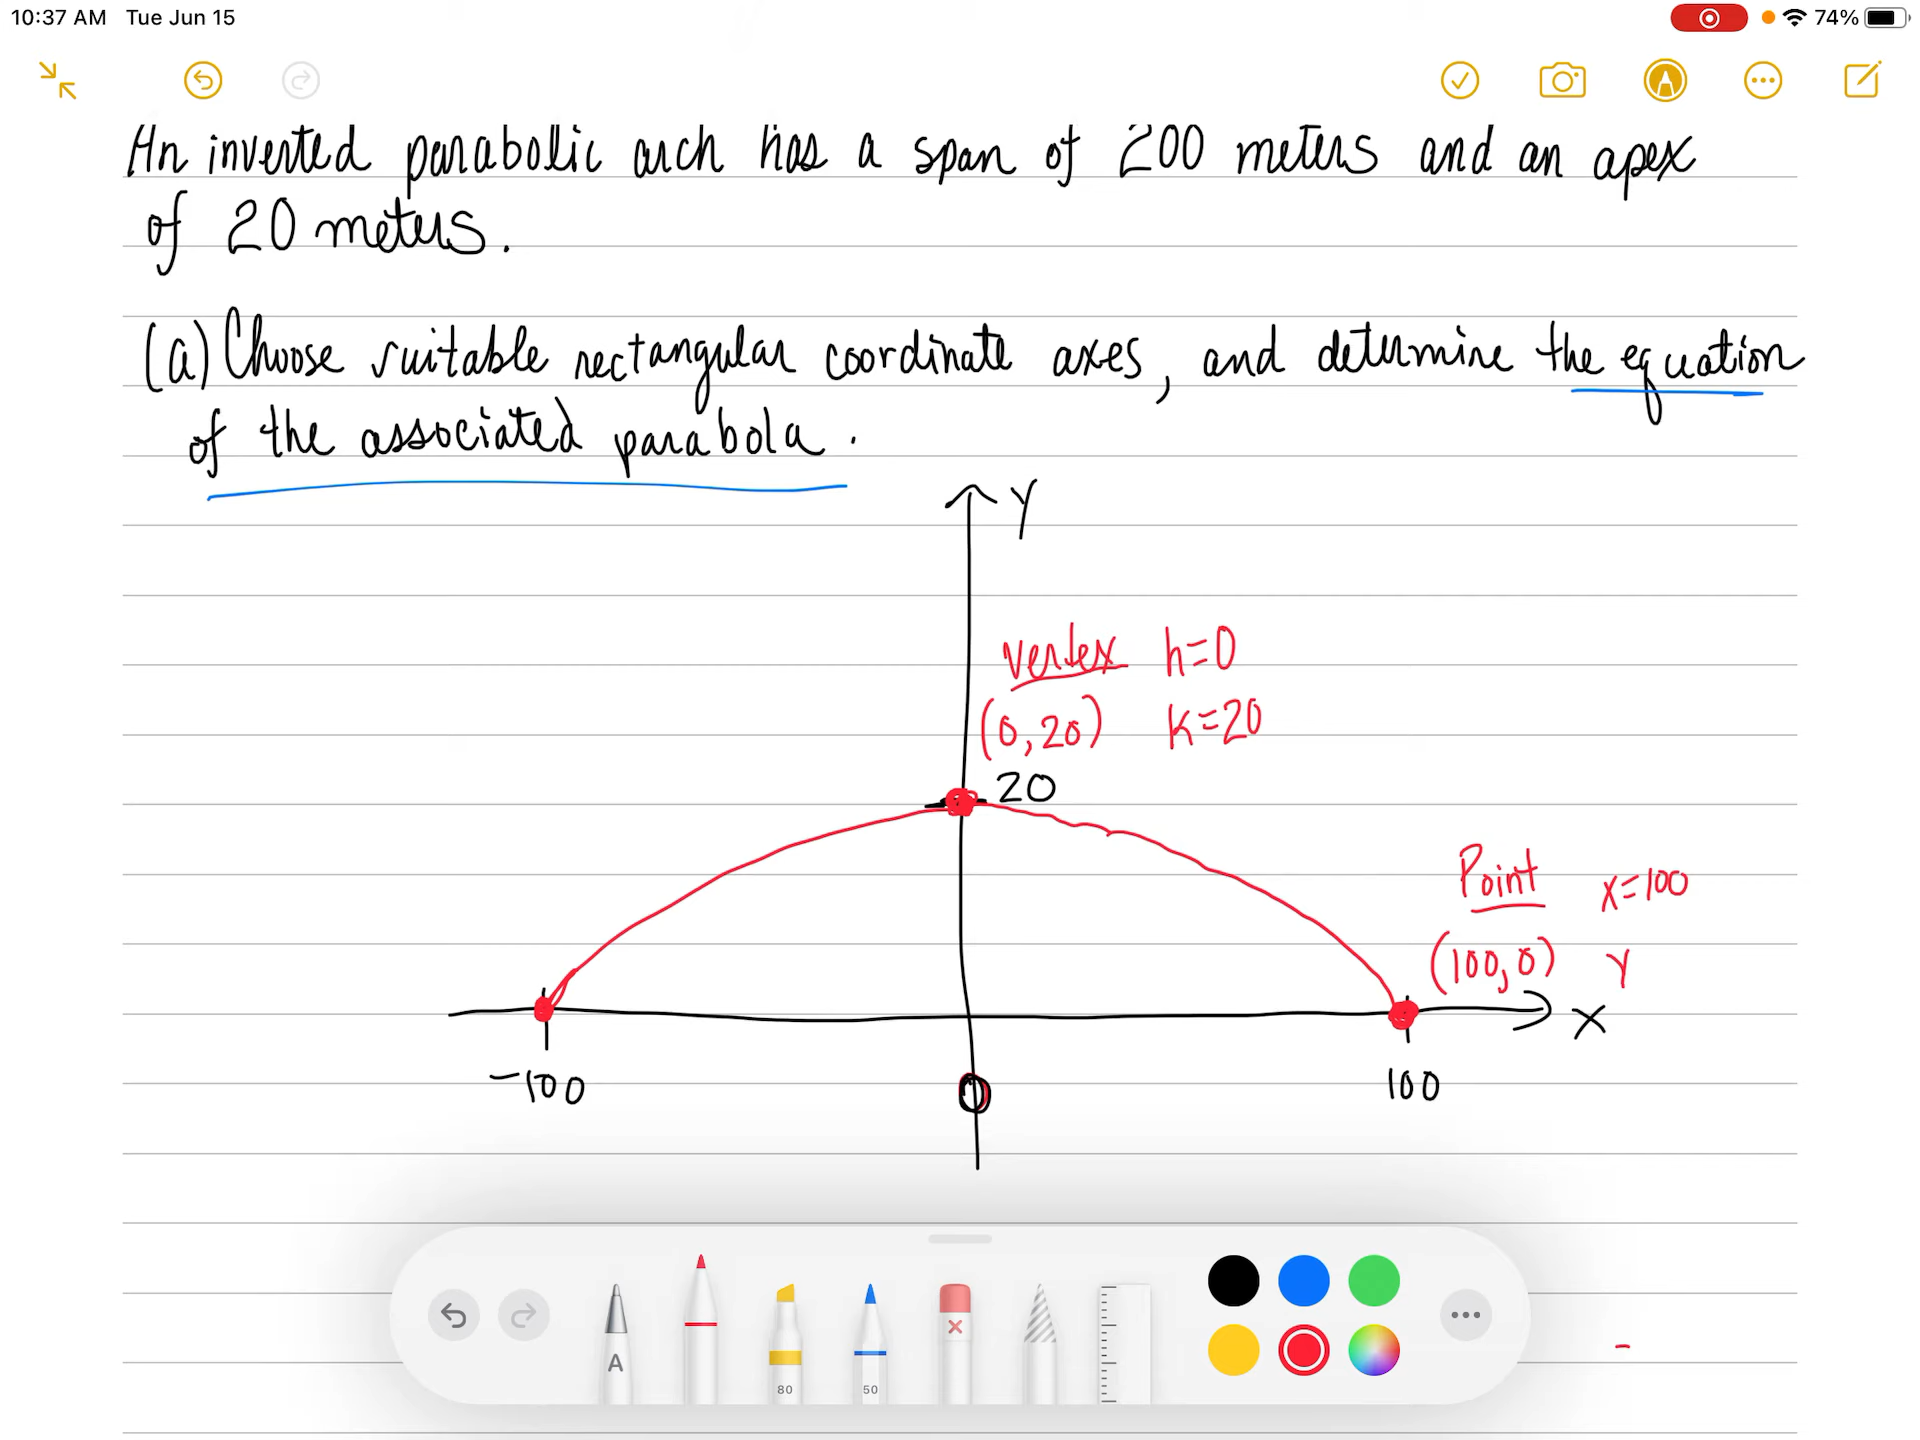 10:37 AM Tue Jun 15
74%
An inverted parabolic arch has a span of 200 meters and an apex
of 20 meters.
(a) Choose suitable rectangular coordinate axes, and determine the equation
of the associated parabola.
Y
vertex h=0
(0,20) K=20
20
Point x=100
(100,0) Y
X
-100
0
100
A
80
50